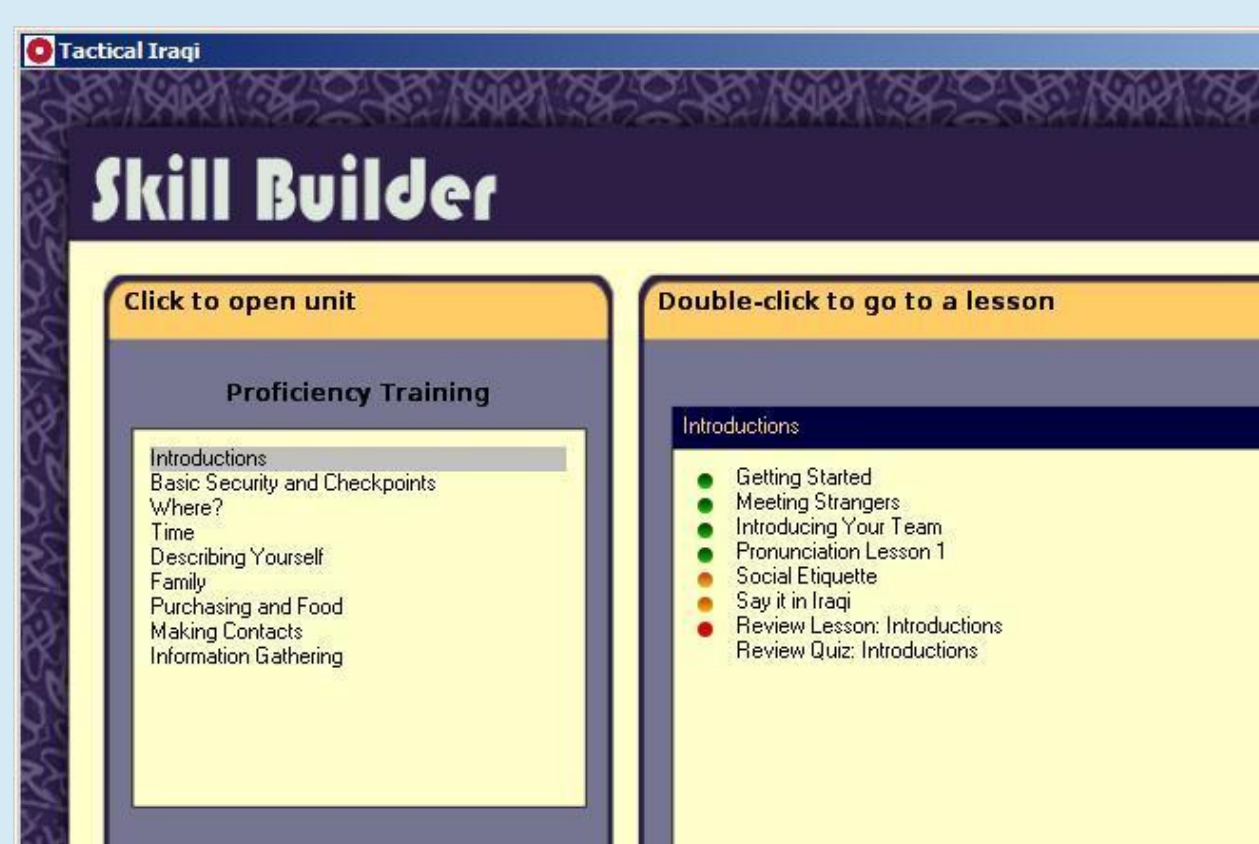 Tactical Iraqi
Skill Builder
Click to open unit
Proficiency Training
Introductions
Basic Security and Checkpoints
Where?
Time
Describing Yourself
Family
Purchasing and Food
Making Contacts
Information Gathering
Double-click to go to a lesson
Introductions
Getting Started
Meeting Strangers
Introducing Your Team
Pronunciation Lesson 1
Social Etiquette
Say it in Iraqi
Review Lesson: Introductions
Review Quiz: Introductions